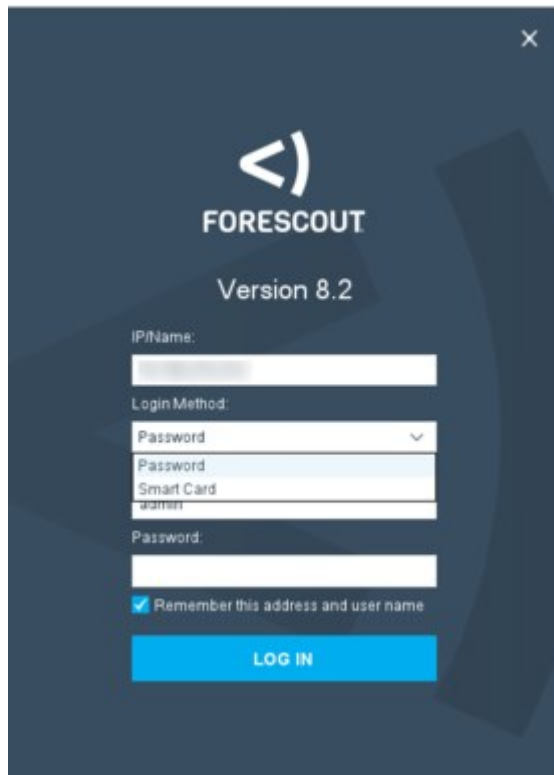 FORESCOUT
Version 8.2
IP/Name:
Login Method:
Password
Password
Smart Card
admin
Password:
Remember this address and user name
LOG IN